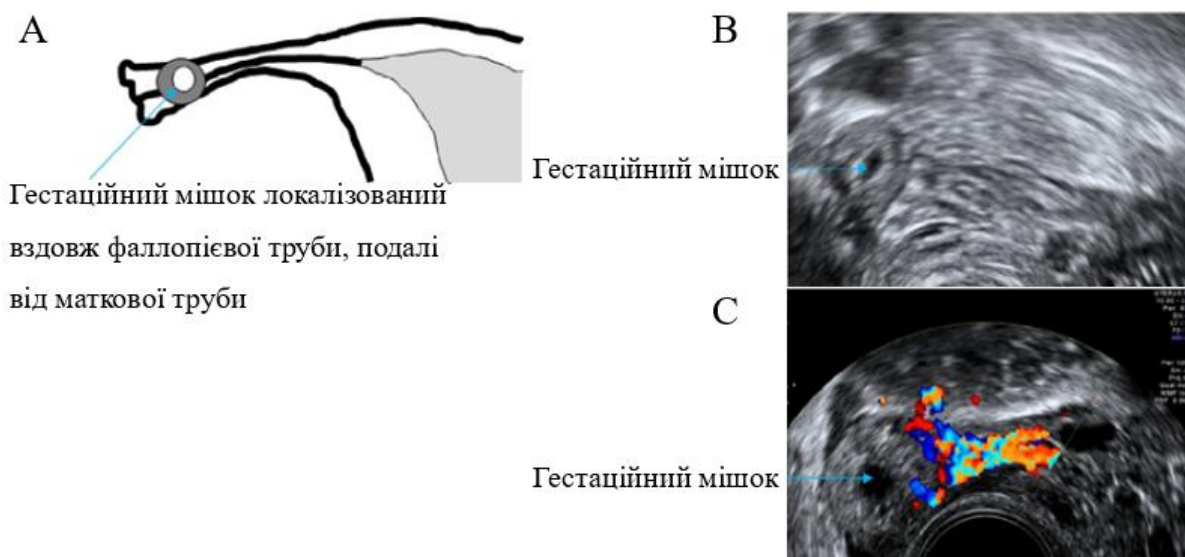 A
Гестаційний мішок локалізований
вздовж фаллопієвої труби, подалі
від маткової труби
B
Гестаційний мішок
C
Гестаційний мішок